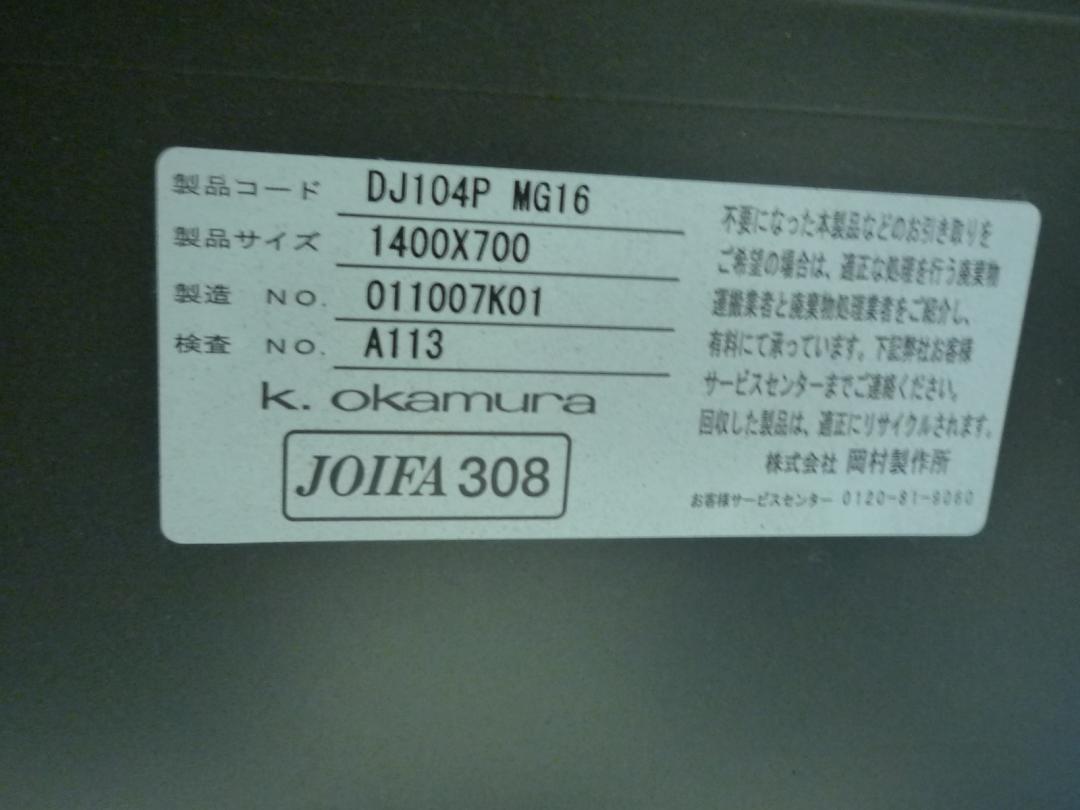 製品コード DJ104P MG16
製品サイズ 1400X700
製造 NO. 011007K01
検査 NO. A113
k. okamura
JOIFA 308
不要になった本製品などのお引き取りを
ご希望の場合は、適正な処理を行う廃棄物
運搬業者と廃棄物処理業者をご紹介し、
有料にて承っています。下記弊社お客様
サービスセンターまでご連絡ください。
回収した製品は、適正にリサイクルされます。
株式会社 岡村製作所
お客様サービスセンター 0120-81-9060